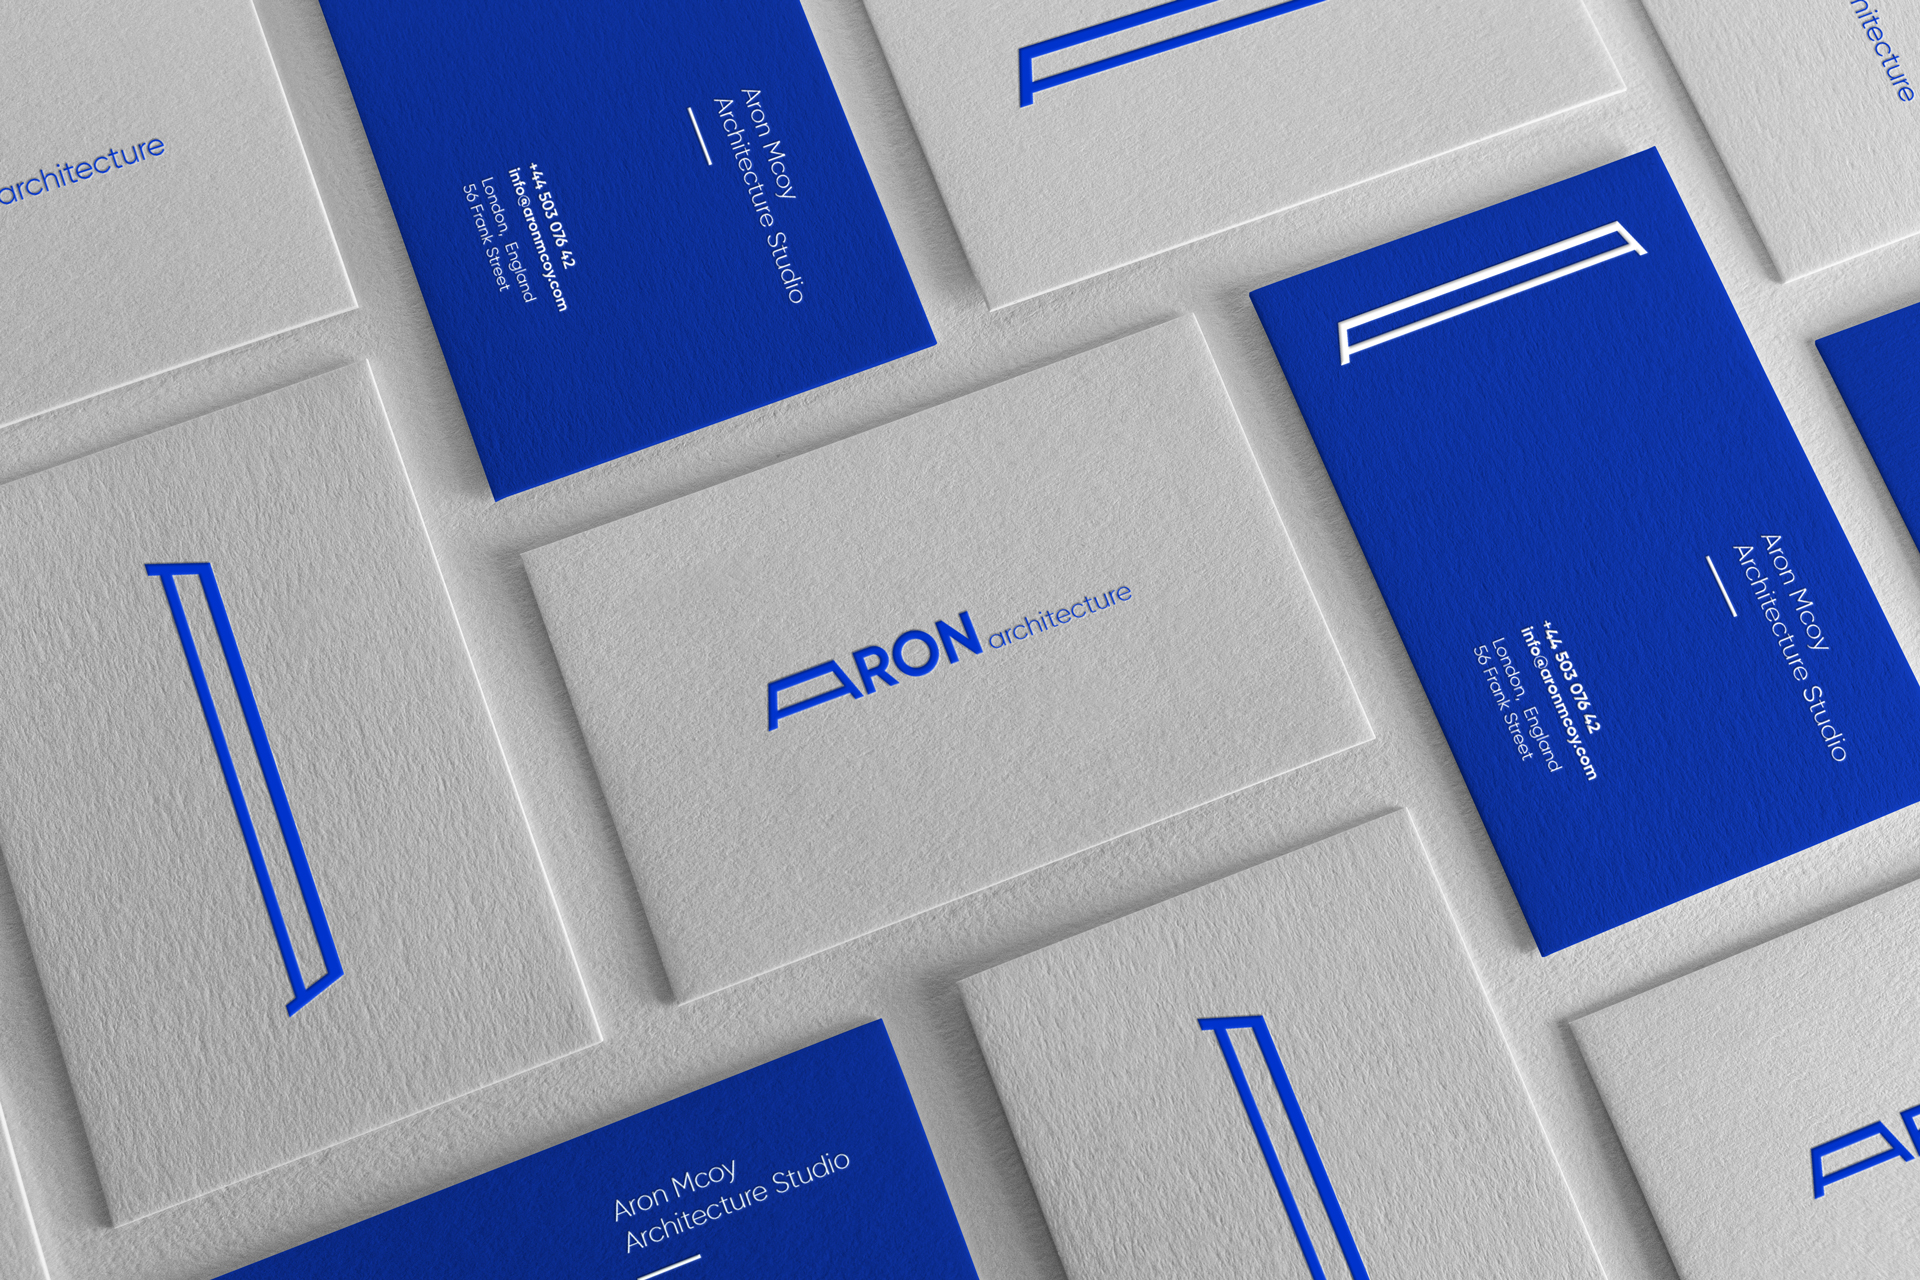 architecture
Aron Mcoy
Architecture Studio
+44 503 076 42
info@aronmcoy.com
London, England
56 Frank Street
ARON architecture
Aron Mcoy
Architecture Studio
+44 503 076 42
info@aronmcoy.com
London, England
56 Frank Street
Aron Mcoy
Architecture Studio